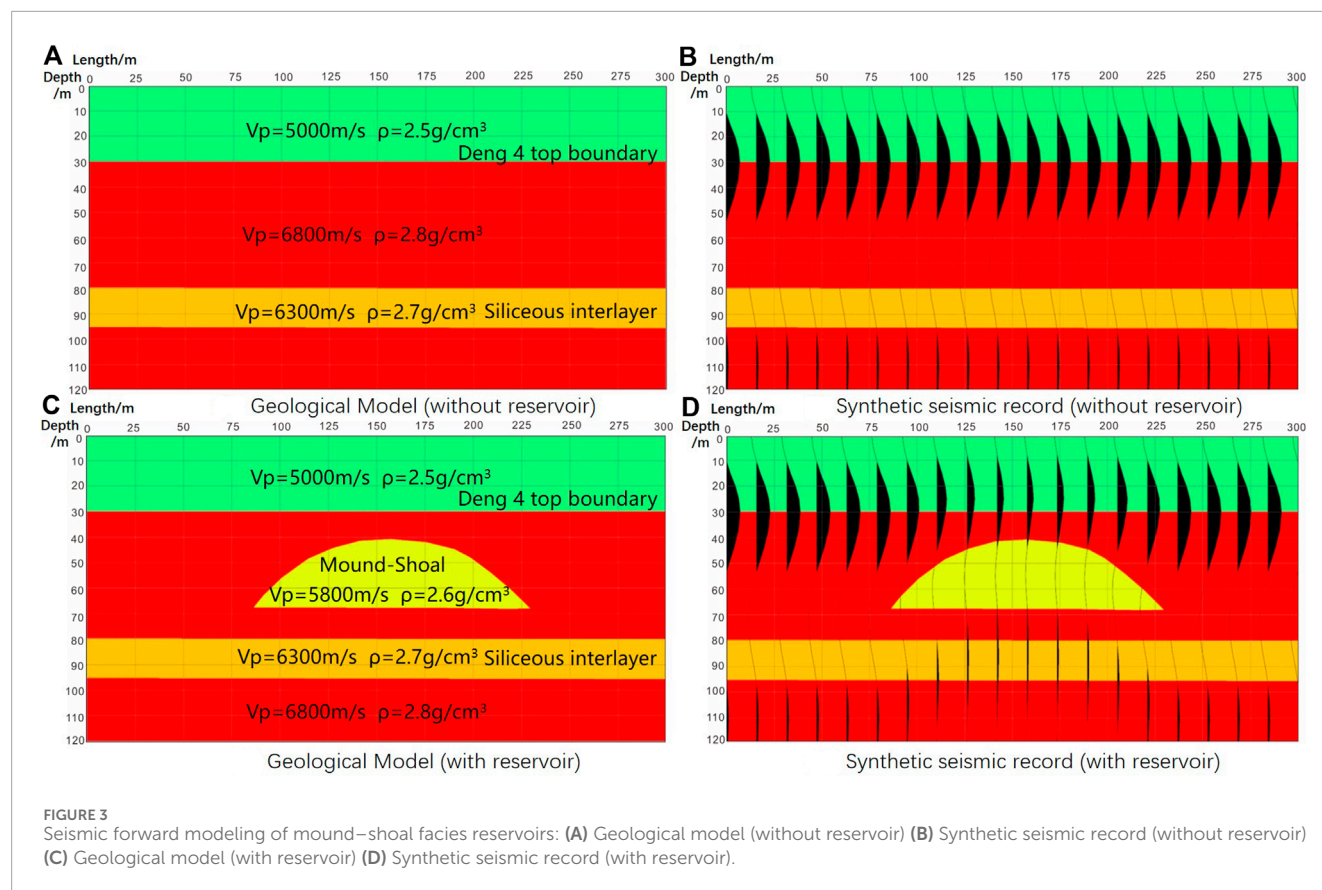 A Length/m
Depth 0 25 50 75 100 125 150 175 200 225 250 275 300
/m
0
10
20
30
40
50
60
70
80
90
100
110
120
Vp=5000m/s ρ=2.5g/cm³
Deng 4 top boundary
Vp=6800m/s ρ=2.8g/cm³
Vp=6300m/s ρ=2.7g/cm³ Siliceous interlayer
Geological Model (without reservoir)
B Length/m
Depth 0 25 50 75 100 125 150 175 200 225 250 275 300
/m
0
10
20
30
40
50
60
70
80
90
100
110
120
Synthetic seismic record (without reservoir)
C Length/m
Depth 0 25 50 75 100 125 150 175 200 225 250 275 300
/m
0
10
20
30
40
50
60
70
80
90
100
110
120
Vp=5000m/s ρ=2.5g/cm³
Deng 4 top boundary
Mound-Shoal
Vp=5800m/s ρ=2.6g/cm³
Vp=6300m/s ρ=2.7g/cm³ Siliceous interlayer
Vp=6800m/s ρ=2.8g/cm³
Geological Model (with reservoir)
D Length/m
Depth 0 25 50 75 100 125 150 175 200 225 250 275 300
/m
0
10
20
30
40
50
60
70
80
90
100
110
120
Synthetic seismic record (with reservoir)
FIGURE 3
Seismic forward modeling of mound–shoal facies reservoirs: (A) Geological model (without reservoir) (B) Synthetic seismic record (without reservoir)
(C) Geological model (with reservoir) (D) Synthetic seismic record (with reservoir).